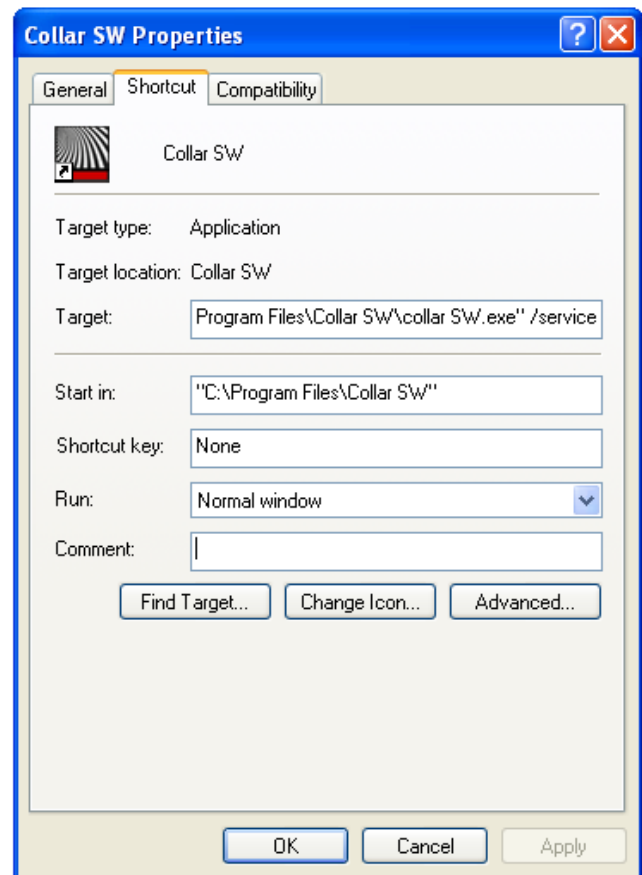 Collar SW Properties
General Shortcut Compatibility
Collar SW
Target type: Application
Target location: Collar SW
Target: Program Files\Collar SW\collar SW.exe" /service
Start in: "C:\Program Files\Collar SW"
Shortcut key: None
Run: Normal window
Comment:
Find Target... Change Icon... Advanced...
OK Cancel Apply